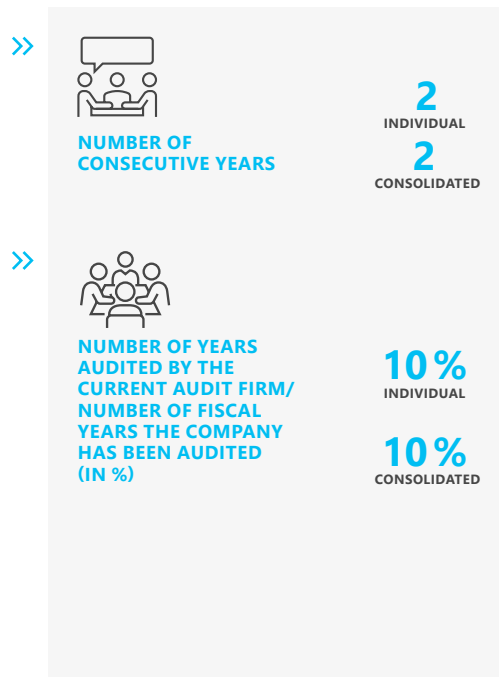 NUMBER OF
CONSECUTIVE YEARS
2
INDIVIDUAL
2
CONSOLIDATED
NUMBER OF YEARS
AUDITED BY THE
CURRENT AUDIT FIRM/
NUMBER OF FISCAL
YEARS THE COMPANY
HAS BEEN AUDITED
(IN %)
10 %
INDIVIDUAL
10 %
CONSOLIDATED